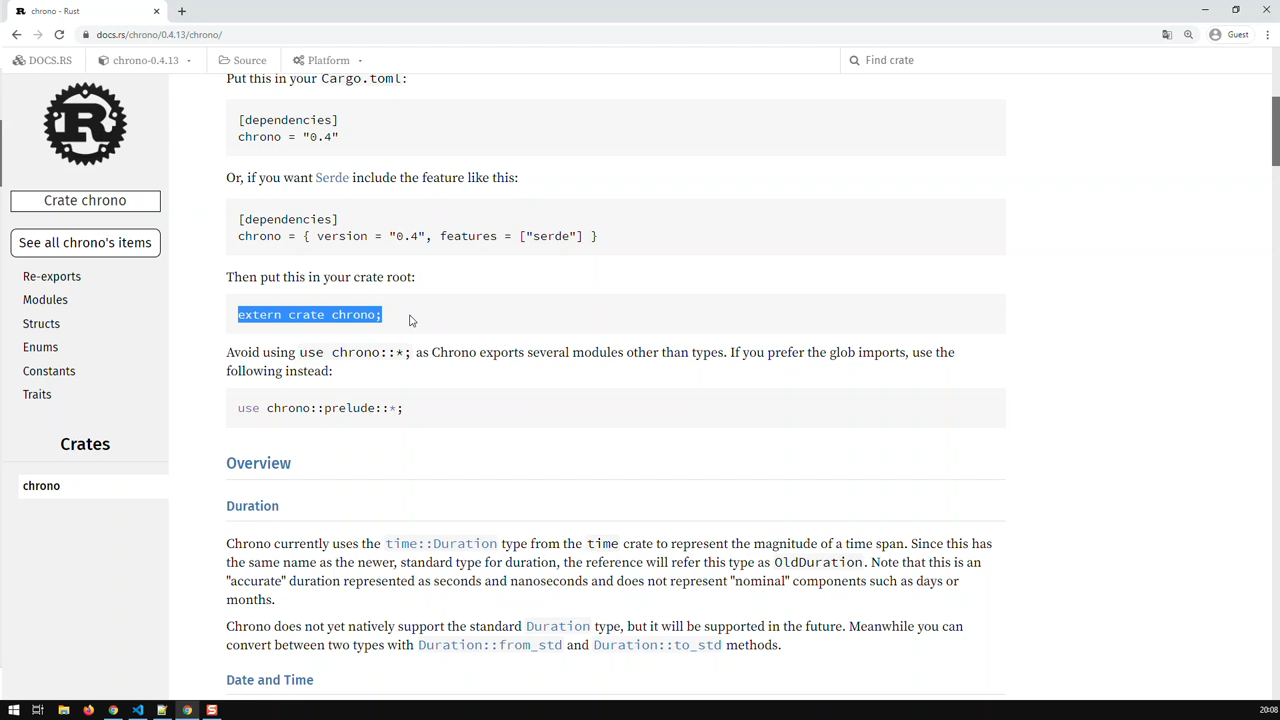 chrono - Rust
docs.rs/chrono/0.4.13/chrono/
Guest
DOCS.RS
chrono-0.4.13
Source
Platform
Find crate
R
Crate chrono
See all chrono's items
Re-exports
Modules
Structs
Enums
Constants
Traits
Crates
chrono
Put this in your Cargo.toml:
[dependencies]
chrono = "0.4"
Or, if you want Serde include the feature like this:
[dependencies]
chrono = { version = "0.4", features = ["serde"] }
Then put this in your crate root:
extern crate chrono;
Avoid using use chrono::*; as Chrono exports several modules other than types. If you prefer the glob imports, use the
following instead:
use chrono::prelude::*;
Overview
Duration
Chrono currently uses the time::Duration type from the time crate to represent the magnitude of a time span. Since this has
the same name as the newer, standard type for duration, the reference will refer this type as OldDuration. Note that this is an
"accurate" duration represented as seconds and nanoseconds and does not represent "nominal" components such as days or
months.
Chrono does not yet natively support the standard Duration type, but it will be supported in the future. Meanwhile you can
convert between two types with Duration::from_std and Duration::to_std methods.
Date and Time
20:08